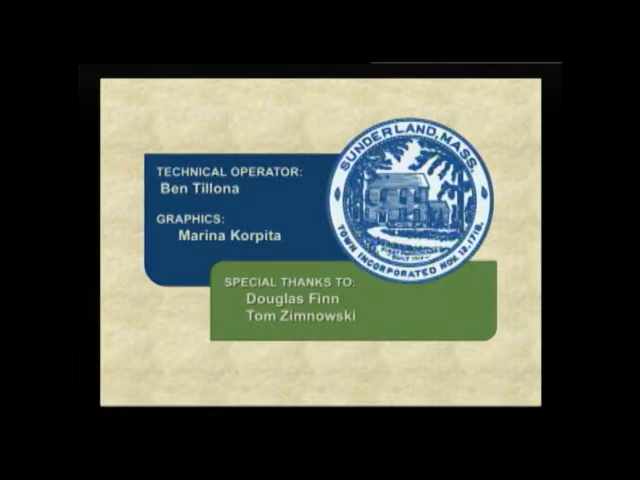 TECHNICAL OPERATOR:
Ben Tillona
GRAPHICS:
Marina Korpita
SPECIAL THANKS TO:
Douglas Finn
Tom Zimnowski
SUNDERLAND, MASS.
TOWN INCORPORATED NOV. 12, 1718.